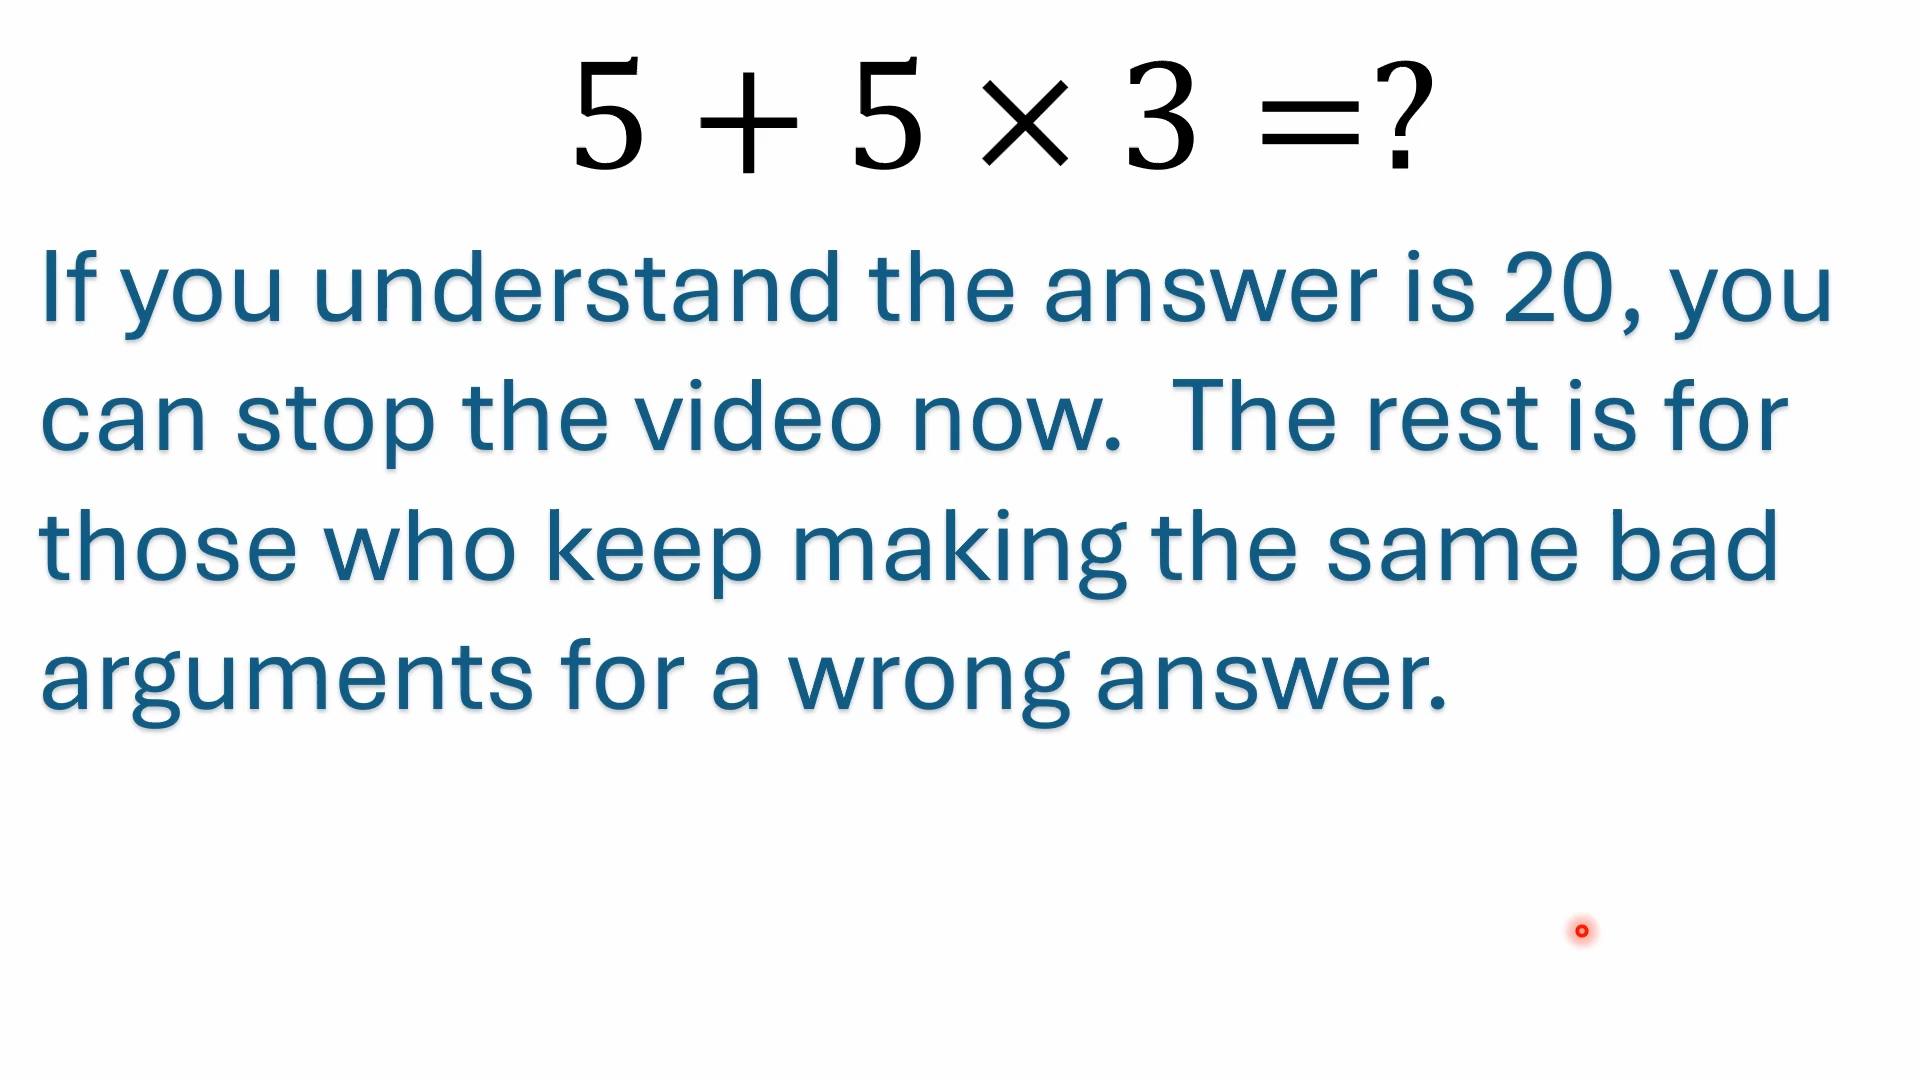 5 + 5 × 3 =?
If you understand the answer is 20, you
can stop the video now.  The rest is for
those who keep making the same bad
arguments for a wrong answer.